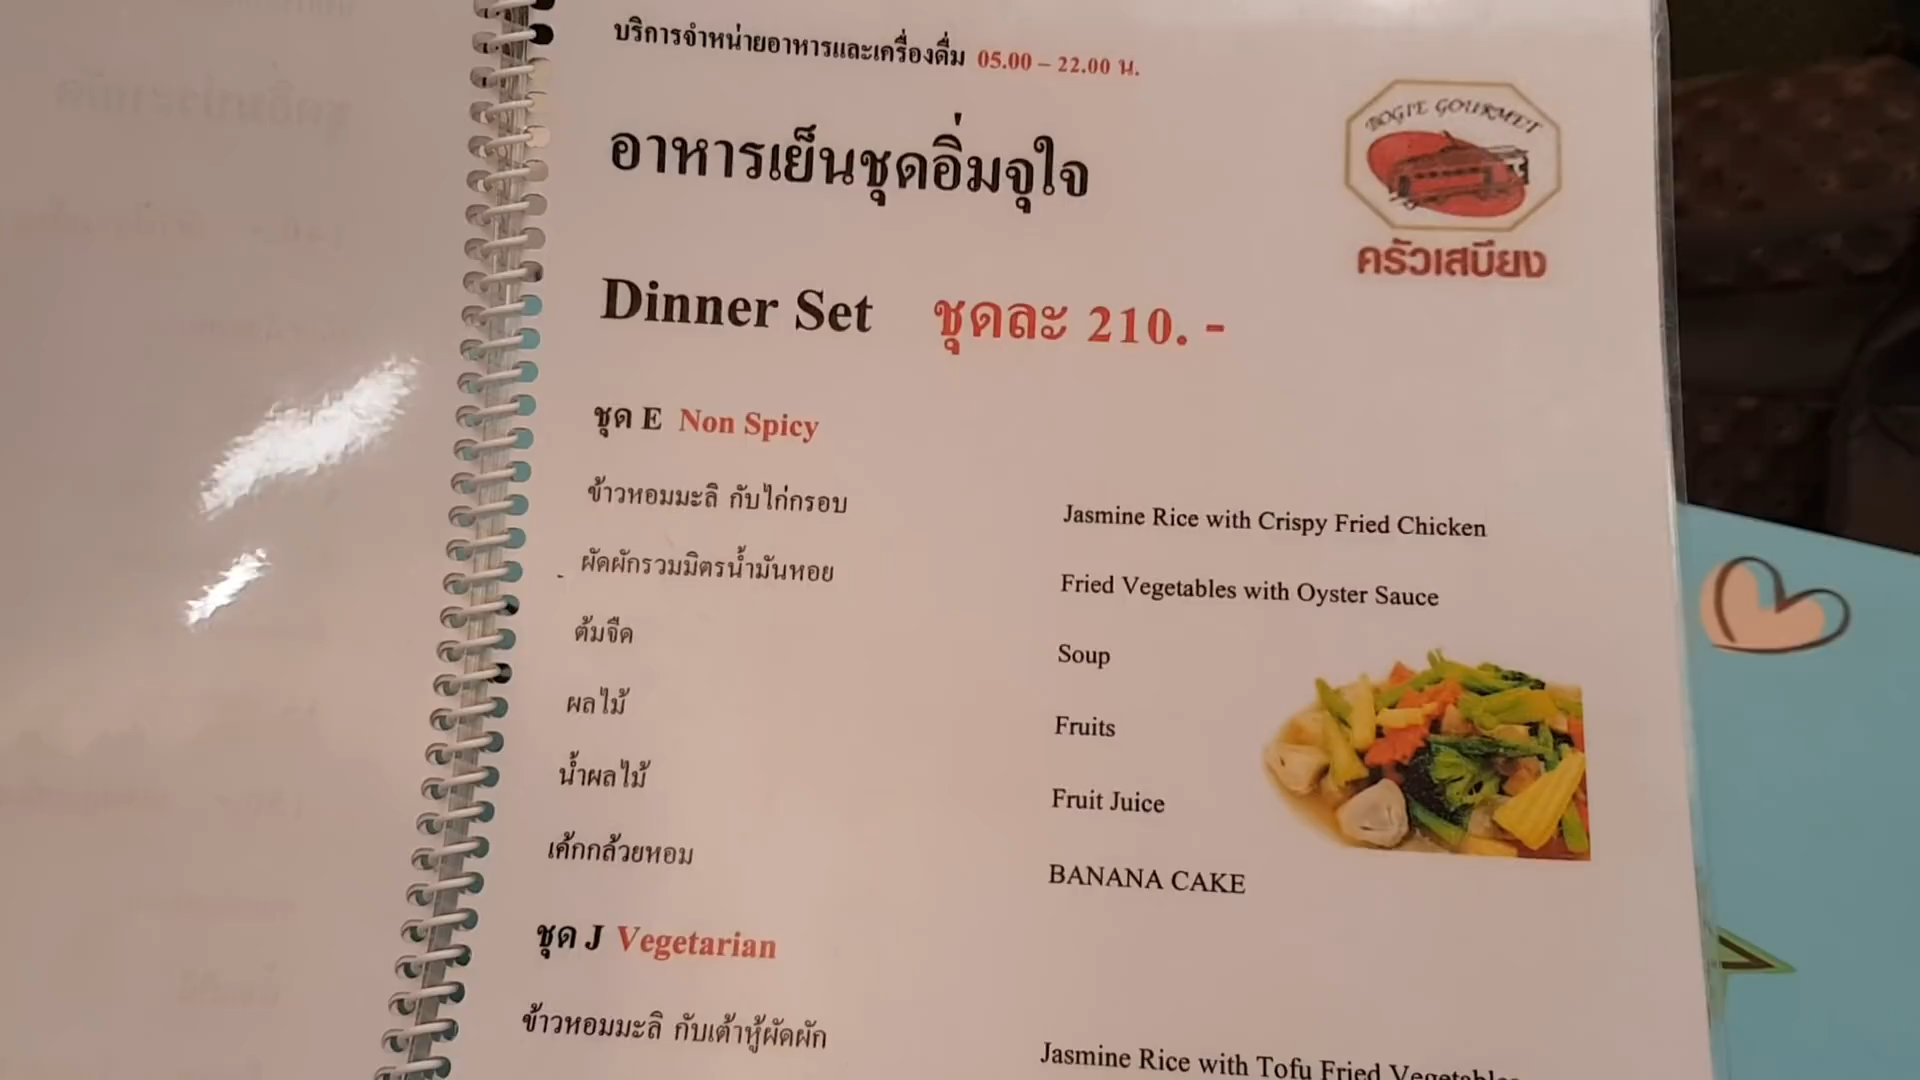 บริการจำหน่ายอาหารและเครื่องดื่ม 05.00 – 22.00 น.
BOGIE GOURMET
ครัวเสบียง
อาหารเย็นชุดอิ่มจุใจ
Dinner Set ชุดละ 210. -
ชุด E Non Spicy
ข้าวหอมมะลิ กับไก่กรอบ Jasmine Rice with Crispy Fried Chicken
ผัดผักรวมมิตรน้ำมันหอย Fried Vegetables with Oyster Sauce
ต้มจืด Soup
ผลไม้ Fruits
น้ำผลไม้ Fruit Juice
เค้กกล้วยหอม BANANA CAKE
ชุด J Vegetarian
ข้าวหอมมะลิ กับเต้าหู้ผัดผัก Jasmine Rice with Tofu Fried Vegetables